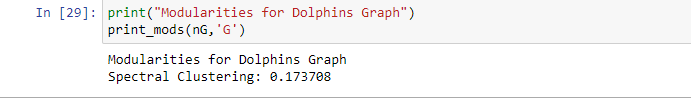 In [29]: print("Modularities for Dolphins Graph")
print_mods(nG,'G')
Modularities for Dolphins Graph
Spectral Clustering: 0.173708